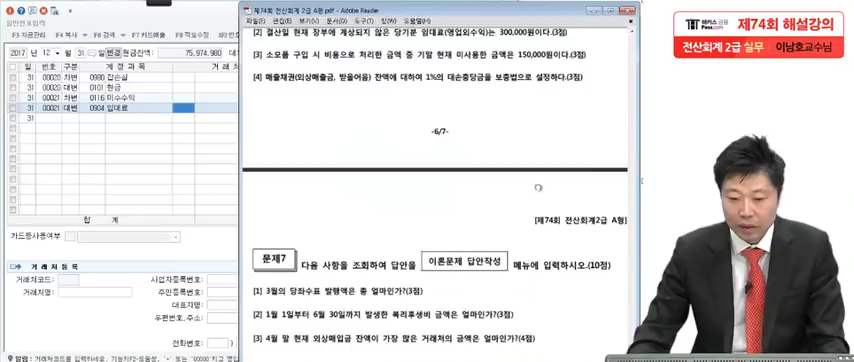 제74회 전산회계 2급 A형.pdf - Adobe Reader
일반전표입력
파일(F) 편집(E) 보기(V) 문서(D) 도구(T) 창(W) 도움말(H)
F3 자금관리 F4 복사 F6 검색 F7 카드매출 F8 적요수정
2017 년 12 월 31 일 변경 현금잔액: 75,974,980
일 번호 구분 계 정 과 목 거 래 처
31 00020 차변 0980 잡손실
31 00020 대변 0101 현금
31 00021 차변 0116 미수수익
31 00021 대변 0904 임대료
31
합 계
카드등사용여부
거 래 처 등 록
거래처코드: 사업자등록번호:
거래처명: 주민등록번호:
대표자명:
우편번호, 주소:
전화번호: )
[2] 결산일 현재 장부에 계상되지 않은 당기분 임대료(영업외수익)는 300,000원이다.(3점)
[3] 소모품 구입 시 비용으로 처리한 금액 중 기말 현재 미사용한 금액은 150,000원이다.(3점)
[4] 매출채권(외상매출금, 받을어음) 잔액에 대하여 1%의 대손충당금을 보충법으로 설정하다.(3점)
-6/7-
[제74회 전산회계2급 A형]
문제7 다음 사항을 조회하여 답안을 이론문제 답안작성 메뉴에 입력하시오.(10점)
[1] 3월의 당좌수표 발행액은 총 얼마인가?(3점)
[2] 1월 1일부터 6월 30일까지 발생한 복리후생비 금액은 얼마인가?(3점)
[3] 4월 말 현재 외상매입금 잔액이 가장 많은 거래처의 금액은 얼마인가?(4점)
제74회 해설강의
전산회계 2급 실무 이남호교수님